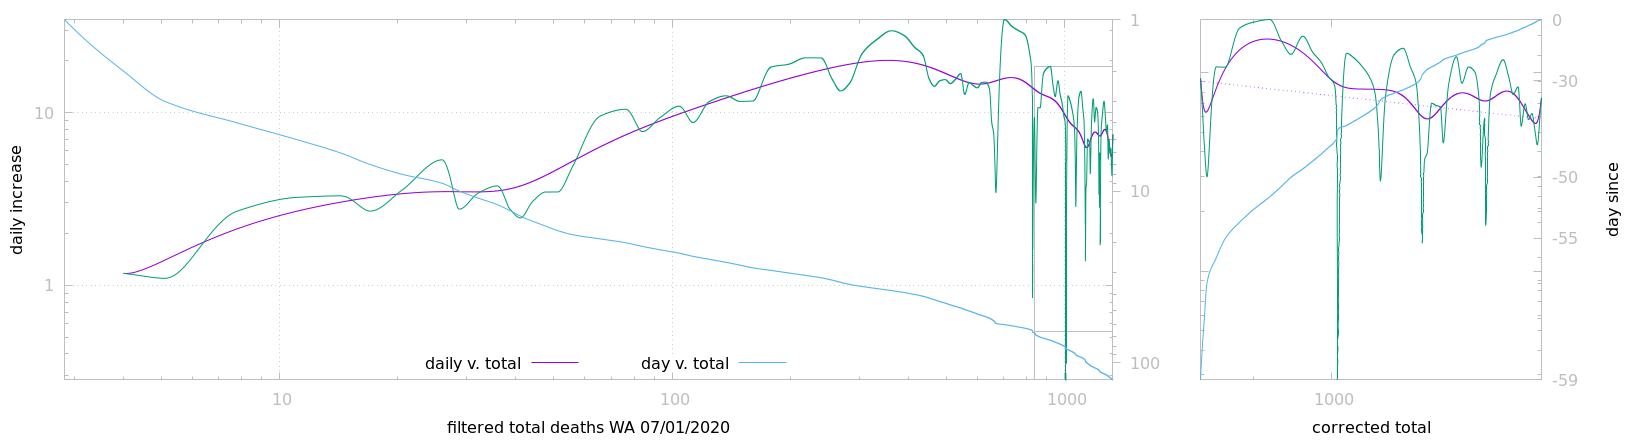 daily increase
10
1
daily v. total
day v. total
10
100
1000
filtered total deaths WA 07/01/2020
1
10
100
1000
corrected total
0
-30
-50
-55
-59
day since